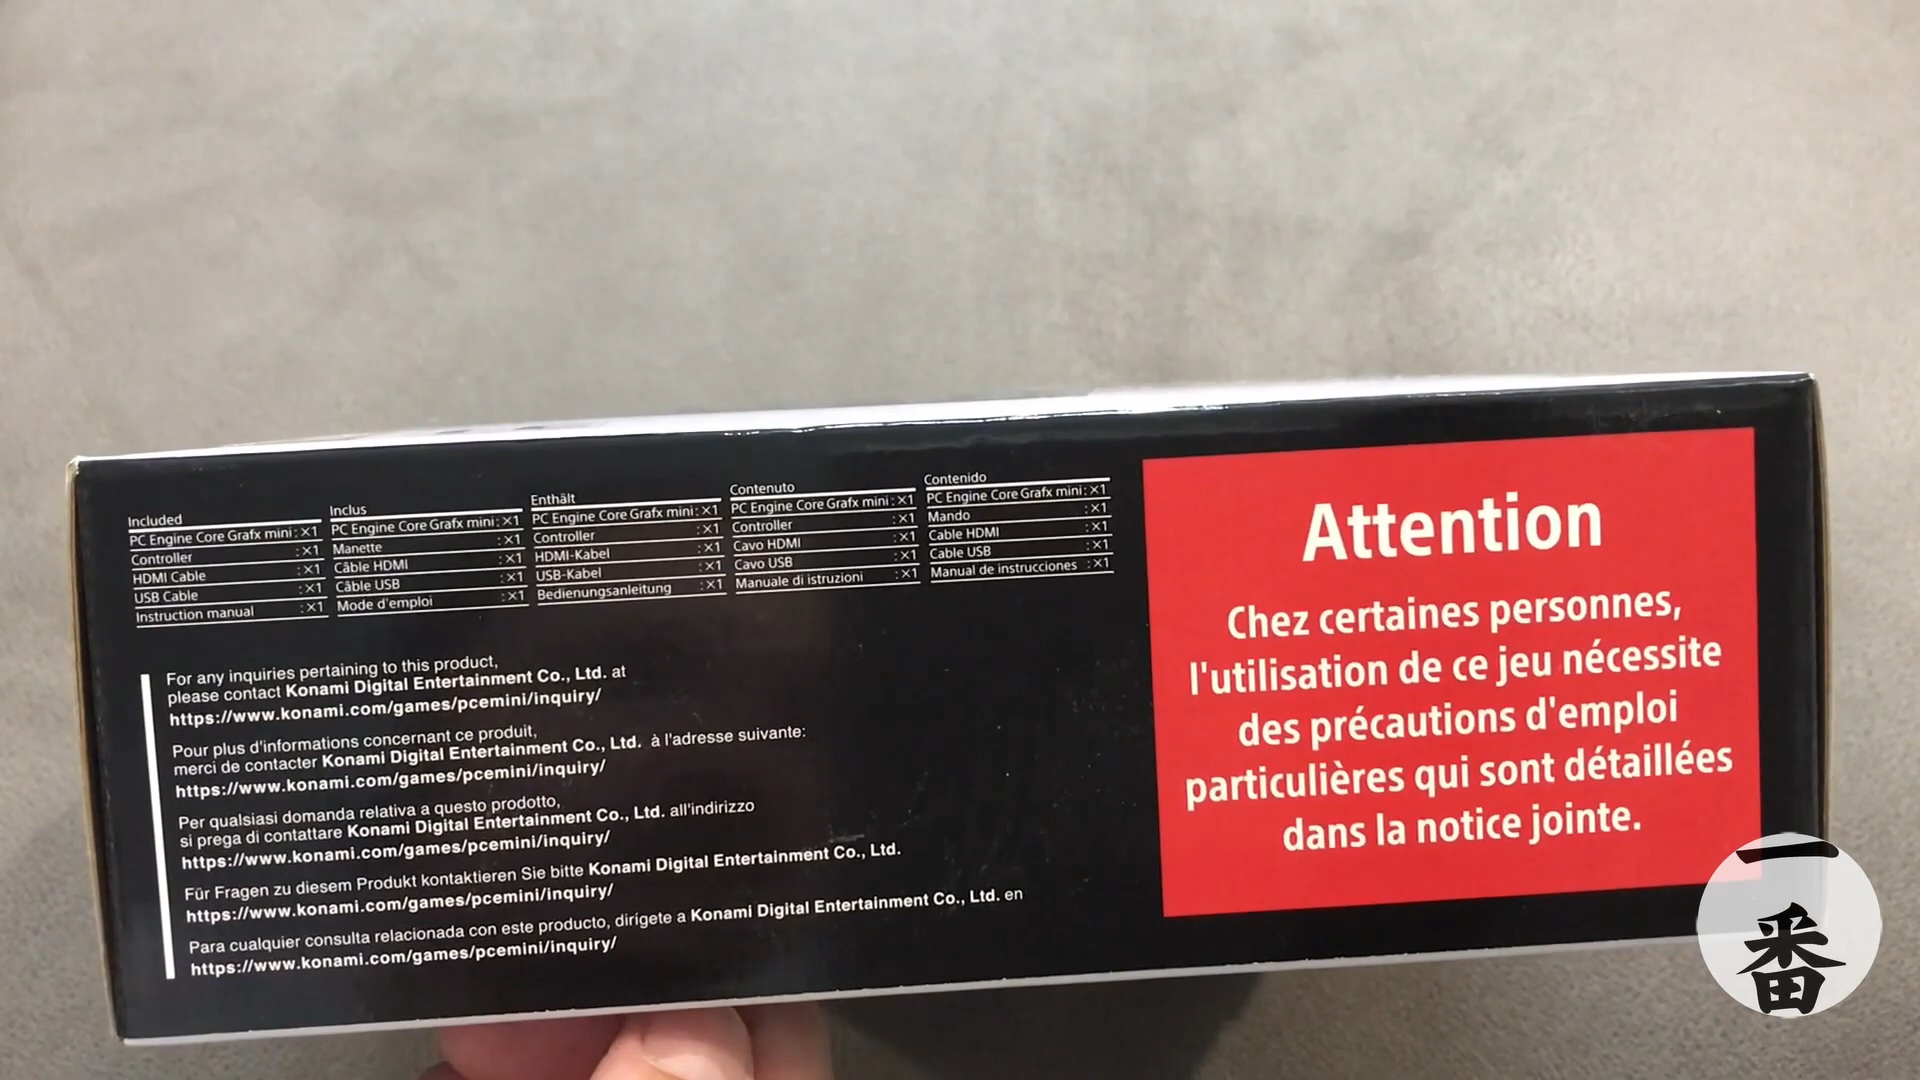 Included
PC Engine Core Grafx mini : ×1
Controller : ×1
HDMI Cable : ×1
USB Cable : ×1
Instruction manual : ×1
Inclus
PC Engine Core Grafx mini : ×1
Manette : ×1
Câble HDMI : ×1
Câble USB : ×1
Mode d'emploi : ×1
Enthält
PC Engine Core Grafx mini : ×1
Controller : ×1
HDMI-Kabel : ×1
USB-Kabel : ×1
Bedienungsanleitung : ×1
Contenuto
PC Engine Core Grafx mini : ×1
Controller : ×1
Cavo HDMI : ×1
Cavo USB : ×1
Manuale di istruzioni : ×1
Contenido
PC Engine Core Grafx mini : ×1
Mando : ×1
Cable HDMI : ×1
Cable USB : ×1
Manual de instrucciones : ×1
For any inquiries pertaining to this product,
please contact Konami Digital Entertainment Co., Ltd. at
https://www.konami.com/games/pcemini/inquiry/
Pour plus d'informations concernant ce produit,
merci de contacter Konami Digital Entertainment Co., Ltd. à l'adresse suivante:
https://www.konami.com/games/pcemini/inquiry/
Per qualsiasi domanda relativa a questo prodotto,
si prega di contattare Konami Digital Entertainment Co., Ltd. all'indirizzo
https://www.konami.com/games/pcemini/inquiry/
Für Fragen zu diesem Produkt kontaktieren Sie bitte Konami Digital Entertainment Co., Ltd.
https://www.konami.com/games/pcemini/inquiry/
Para cualquier consulta relacionada con este producto, dirígete a Konami Digital Entertainment Co., Ltd. en
https://www.konami.com/games/pcemini/inquiry/
Attention
Chez certaines personnes,
l'utilisation de ce jeu nécessite
des précautions d'emploi
particulières qui sont détaillées
dans la notice jointe.
一番